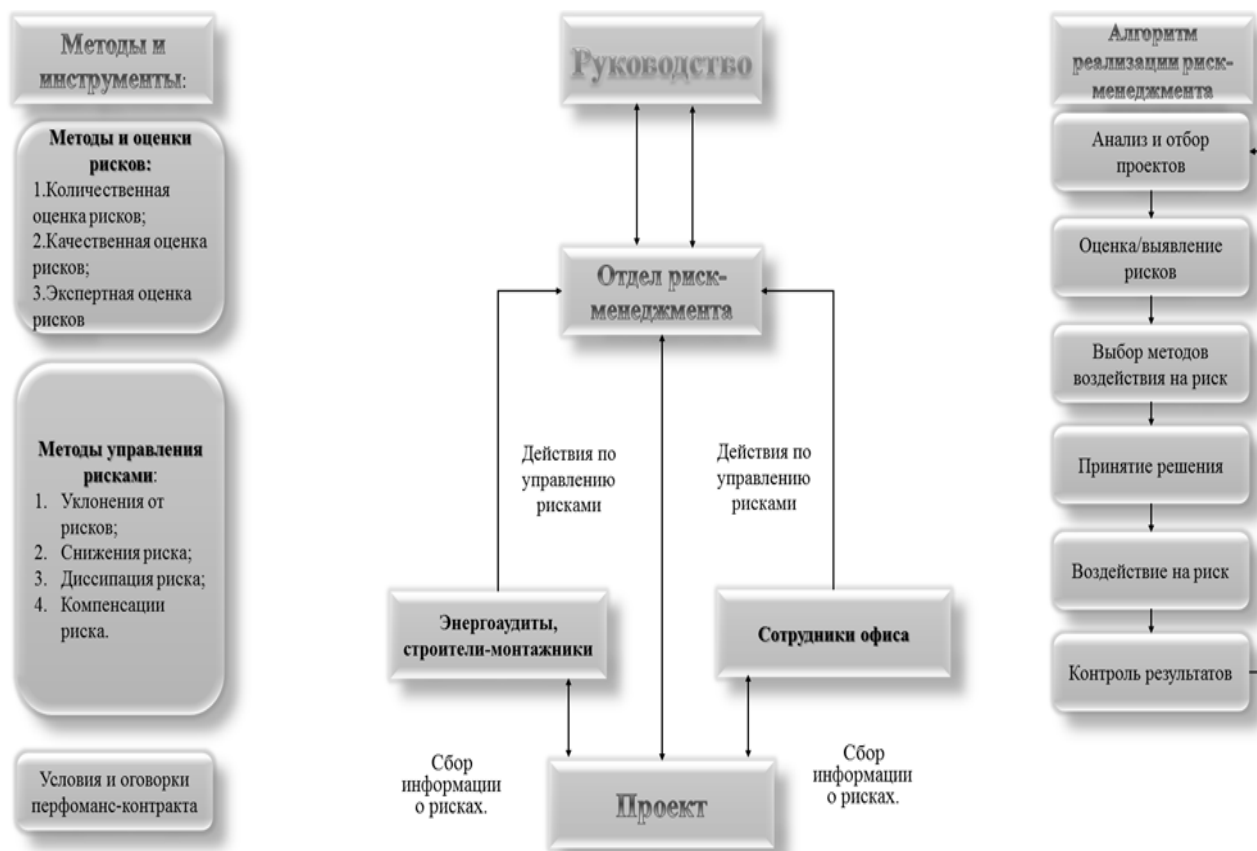 Методы и
инструменты:
Методы и оценки
рисков:
1.Количественная
оценка рисков;
2.Качественная оценка
рисков;
3.Экспертная оценка
рисков
Методы управления
рисками:
1. Уклонения от
рисков;
2. Снижения риска;
3. Диссипация риска;
4. Компенсации
риска.
Условия и оговорки
перфоманс-контракта
Руководство
Отдел риск-
менеджмента
Действия по
управлению
рисками
Действия по
управлению
рисками
Энергоаудиты,
строители-монтажники
Сотрудники офиса
Сбор
информации
о рисках.
Сбор
информации
о рисках.
Проект
Алгоритм
реализации риск-
менеджмента
Анализ и отбор
проектов
Оценка/выявление
рисков
Выбор методов
воздействия на риск
Принятие решения
Воздействие на риск
Контроль результатов